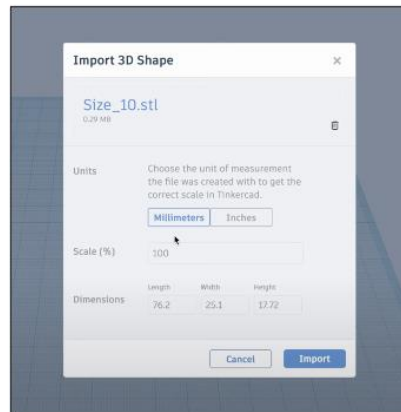 Import 3D Shape ×
Size_10.stl
0.29 MB
Units
Choose the unit of measurement
the file was created with to get the
correct scale in Tinkercad.
Millimeters Inches
Scale (%) 100
Length Width Height
Dimensions 76.2 25.1 17.72
Cancel Import